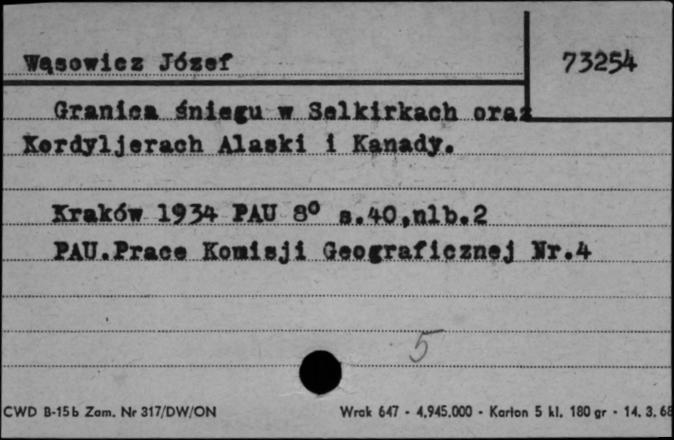 Wąsowicz Józef
73254
Granica śniegu w Selkirkach oraz
Kordyljerach Alaski i Kanady.
Kraków 1934 PAU 8° s.40,nlb.2
PAU.Prace Komisji Geograficznej Nr.4
5
CWD B-15b Zam. Nr 317/DW/ON
Wrak 647 - 4.945.000 - Karton 5 kl. 180 gr - 14. 3. 68